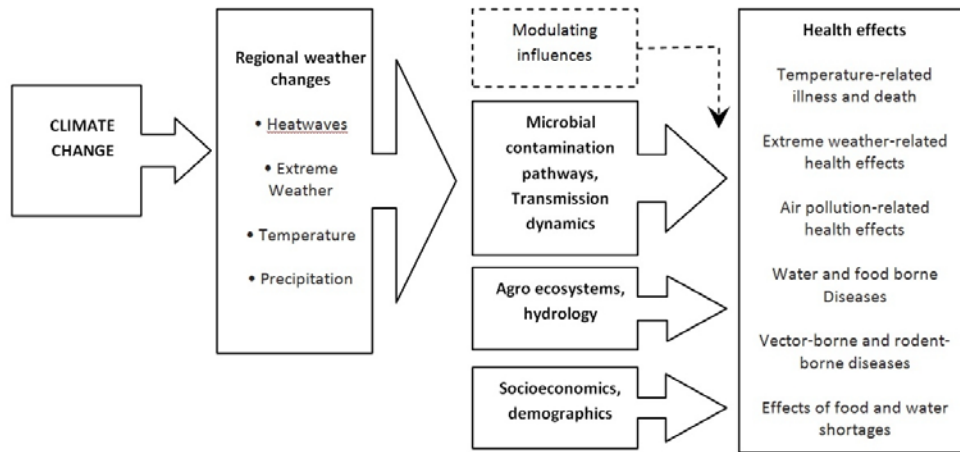 CLIMATE
CHANGE
Regional weather
changes
• Heatwaves
• Extreme
Weather
• Temperature
• Precipitation
Modulating
influences
Microbial
contamination
pathways,
Transmission
dynamics
Agro ecosystems,
hydrology
Socioeconomics,
demographics
Health effects
Temperature-related
illness and death
Extreme weather-related
health effects
Air pollution-related
health effects
Water and food borne
Diseases
Vector-borne and rodent-
borne diseases
Effects of food and water
shortages